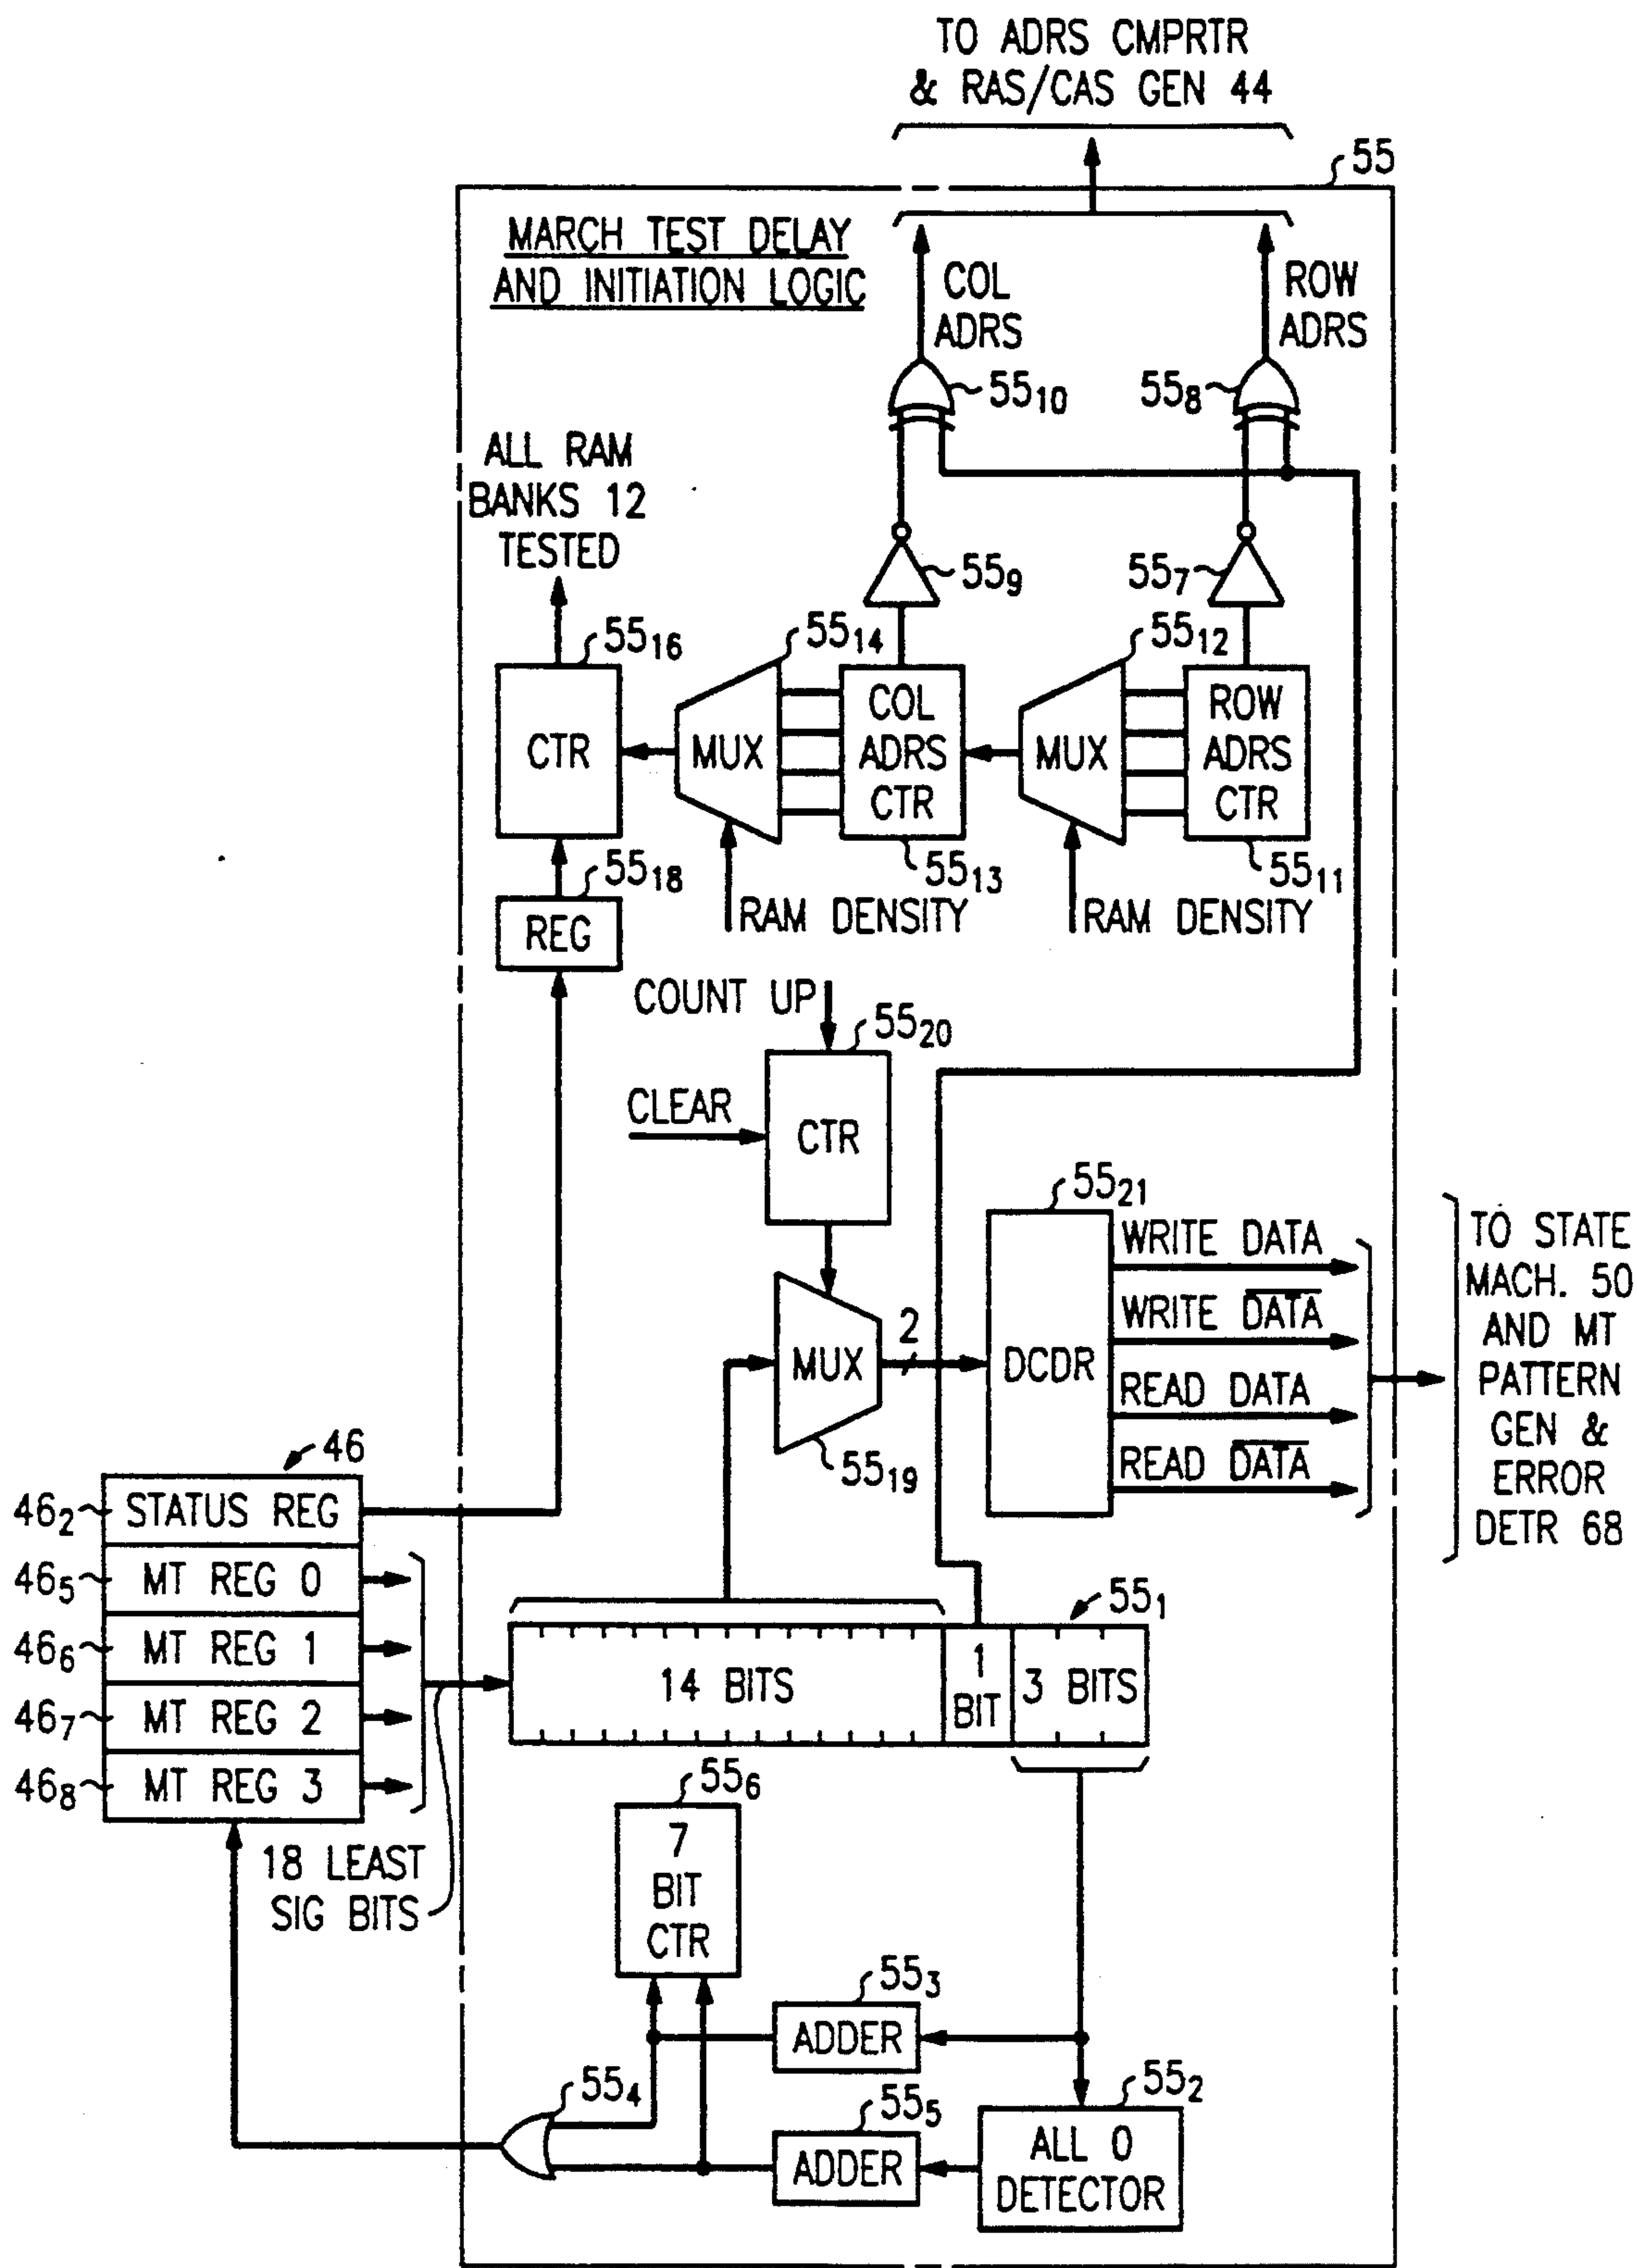 TO ADRS CMPRTR
& RAS/CAS GEN 44
55
MARCH TEST DELAY
AND INITIATION LOGIC
COL
ADRS
ROW
ADRS
55₁₀
55₈
ALL RAM
BANKS 12
TESTED
55₉
55₇
55₁₆
55₁₄
55₁₂
CTR
MUX
COL
ADRS
CTR
MUX
ROW
ADRS
CTR
55₁₈
55₁₃
55₁₁
REG
RAM DENSITY
RAM DENSITY
COUNT UP
55₂₀
CLEAR
CTR
55₂₁
MUX
2
DCDR
WRITE DATA
WRITE D̅A̅T̅A̅
READ DATA
READ D̅A̅T̅A̅
TO STATE
MACH. 50
AND MT
PATTERN
GEN &
ERROR
DETR 68
55₁₉
46
46₂
STATUS REG
46₅
MT REG 0
46₆
MT REG 1
46₇
MT REG 2
46₈
MT REG 3
18 LEAST
SIG BITS
55₁
14 BITS
1
BIT
3 BITS
55₆
7
BIT
CTR
55₃
ADDER
55₄
55₅
ADDER
55₂
ALL 0
DETECTOR